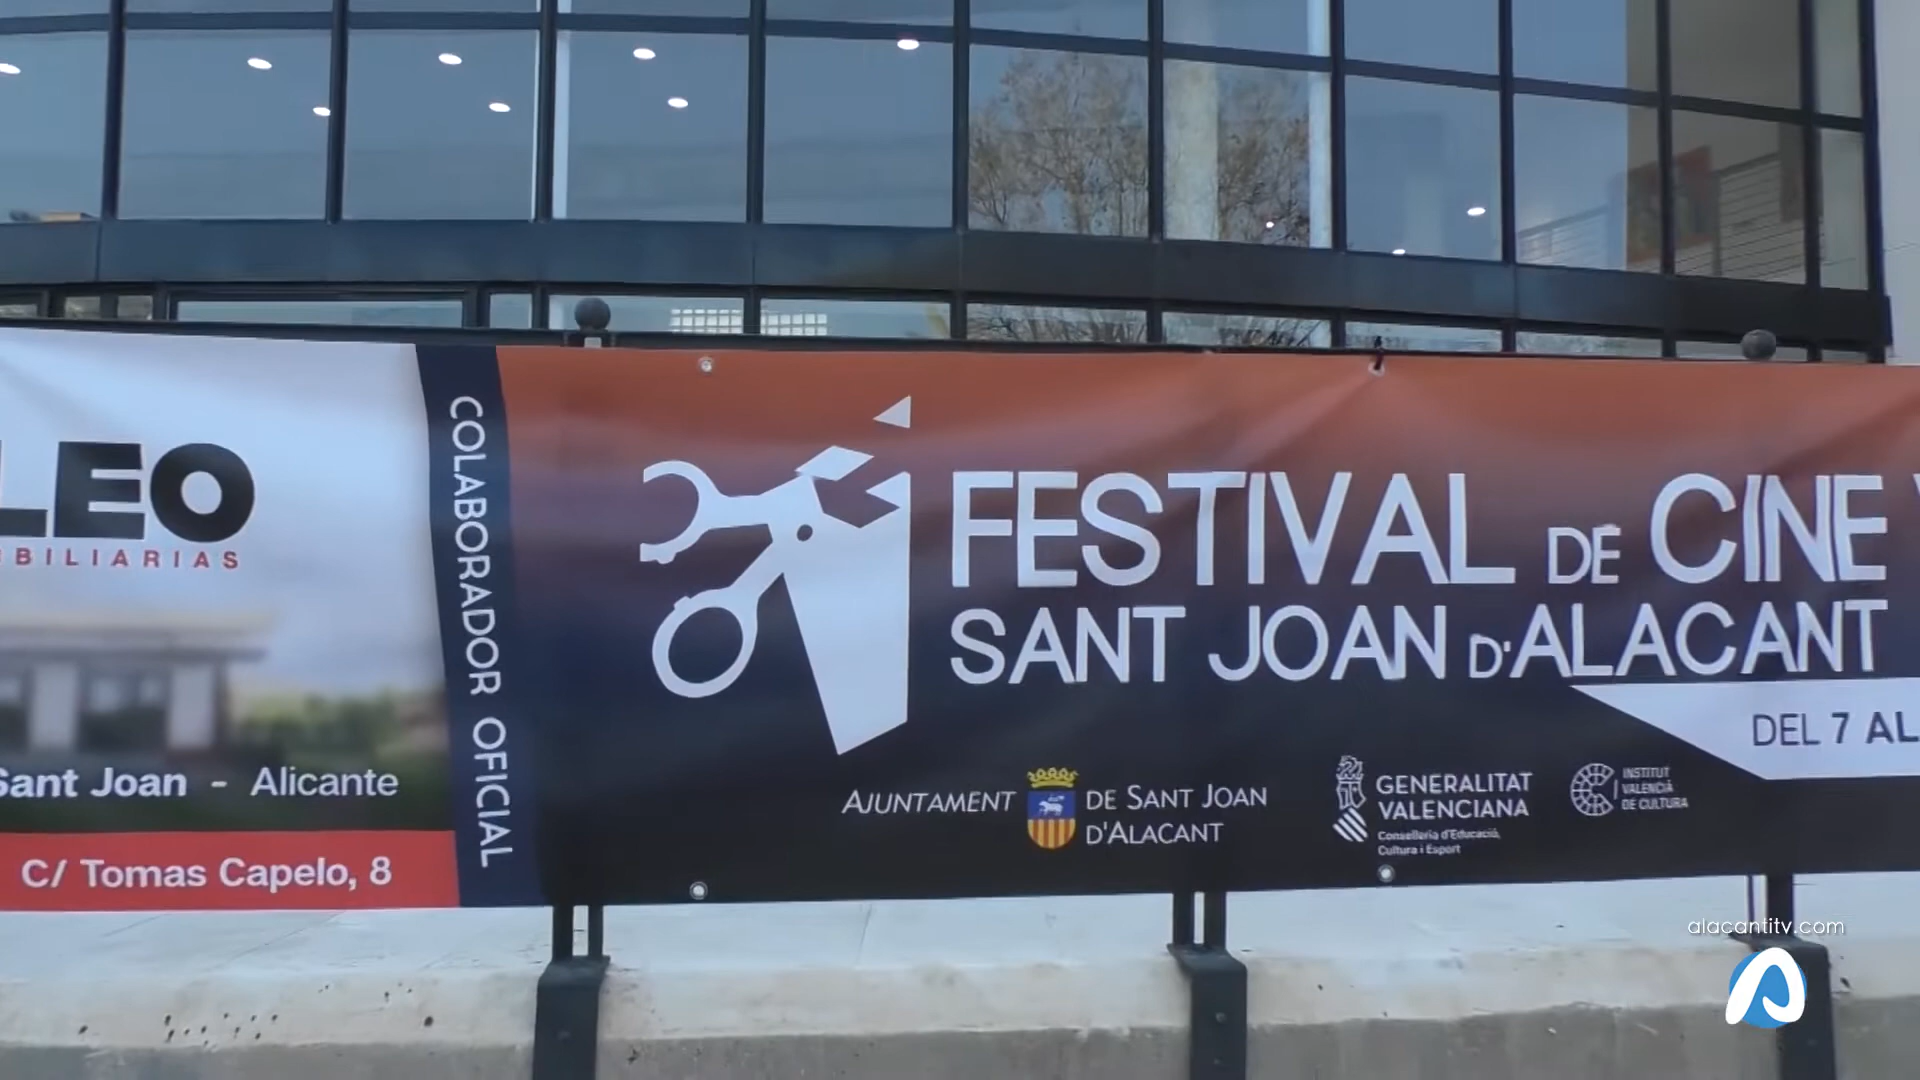 LEO
BILIARIAS
Sant Joan - Alicante
C/ Tomas Capelo, 8
COLABORADOR OFICIAL
FESTIVAL DE CINE
SANT JOAN D'ALACANT
DEL 7 AL
AJUNTAMENT DE SANT JOAN
D'ALACANT
GENERALITAT
VALENCIANA
Conselleria d'Educació,
Cultura i Esport
INSTITUT
VALENCIÀ
DE CULTURA
alacantitv.com